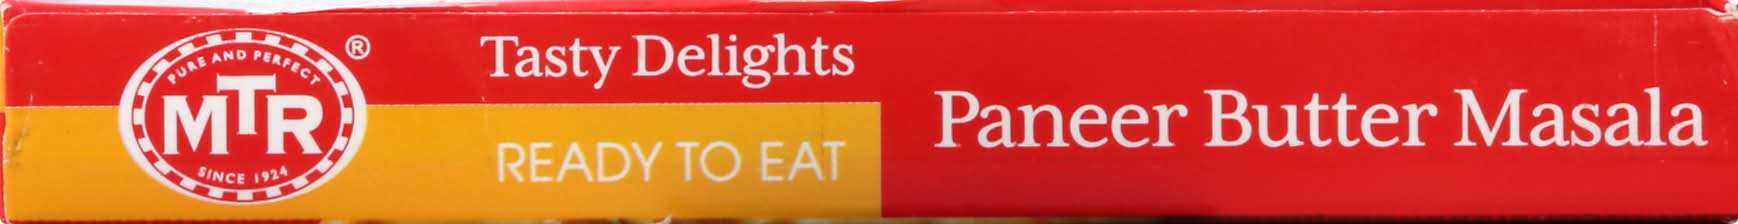 PURE AND PERFECT
MTR
SINCE 1924
®
Tasty Delights
READY TO EAT
Paneer Butter Masala